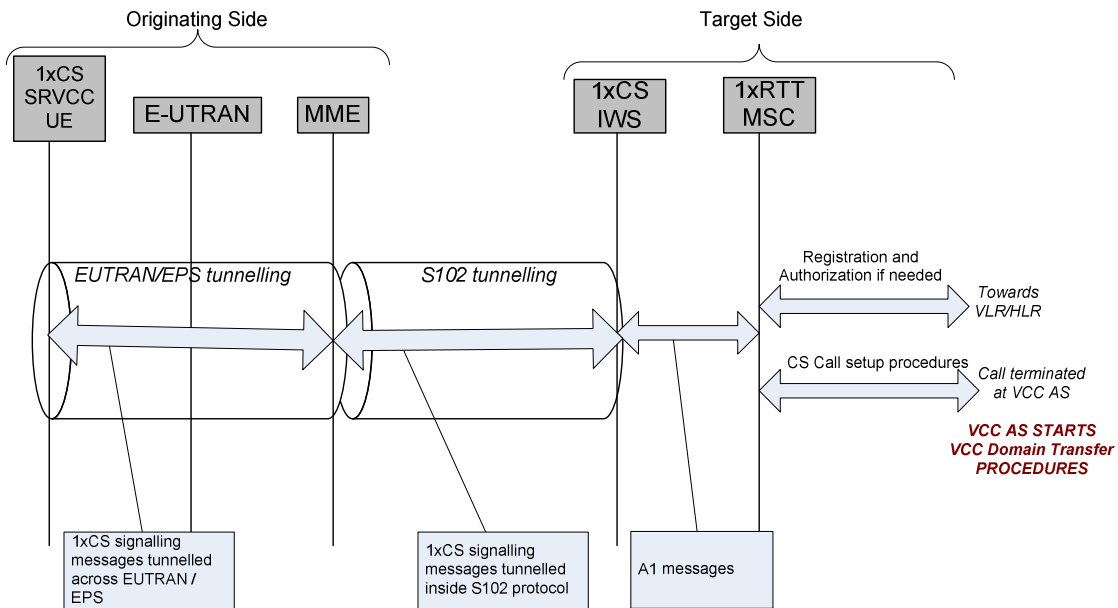 Originating Side
Target Side
1xCS
SRVCC
UE
E-UTRAN
MME
1xCS
IWS
1xRTT
MSC
EUTRAN/EPS tunnelling
S102 tunnelling
Registration and
Authorization if needed
Towards
VLR/HLR
CS Call setup procedures
Call terminated
at VCC AS
VCC AS STARTS
VCC Domain Transfer
PROCEDURES
1xCS signalling
messages tunnelled
across EUTRAN /
EPS
1xCS signalling
messages tunnelled
inside S102 protocol
A1 messages